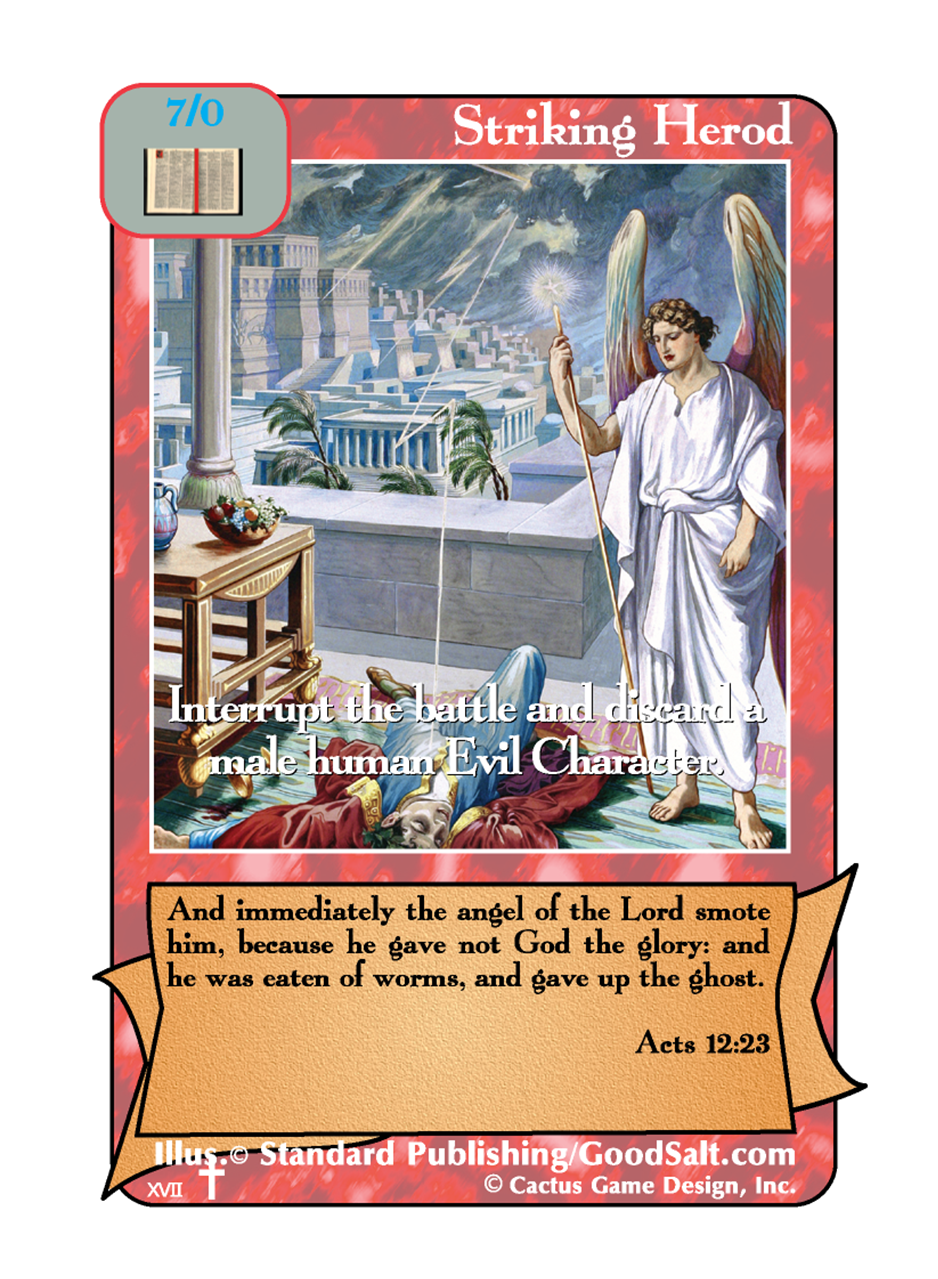 7/0
Striking Herod
Interrupt the battle and discard a
male human Evil Character.
And immediately the angel of the Lord smote
him, because he gave not God the glory: and
he was eaten of worms, and gave up the ghost.
Acts 12:23
Illus.© Standard Publishing/GoodSalt.com
XVII
© Cactus Game Design, Inc.